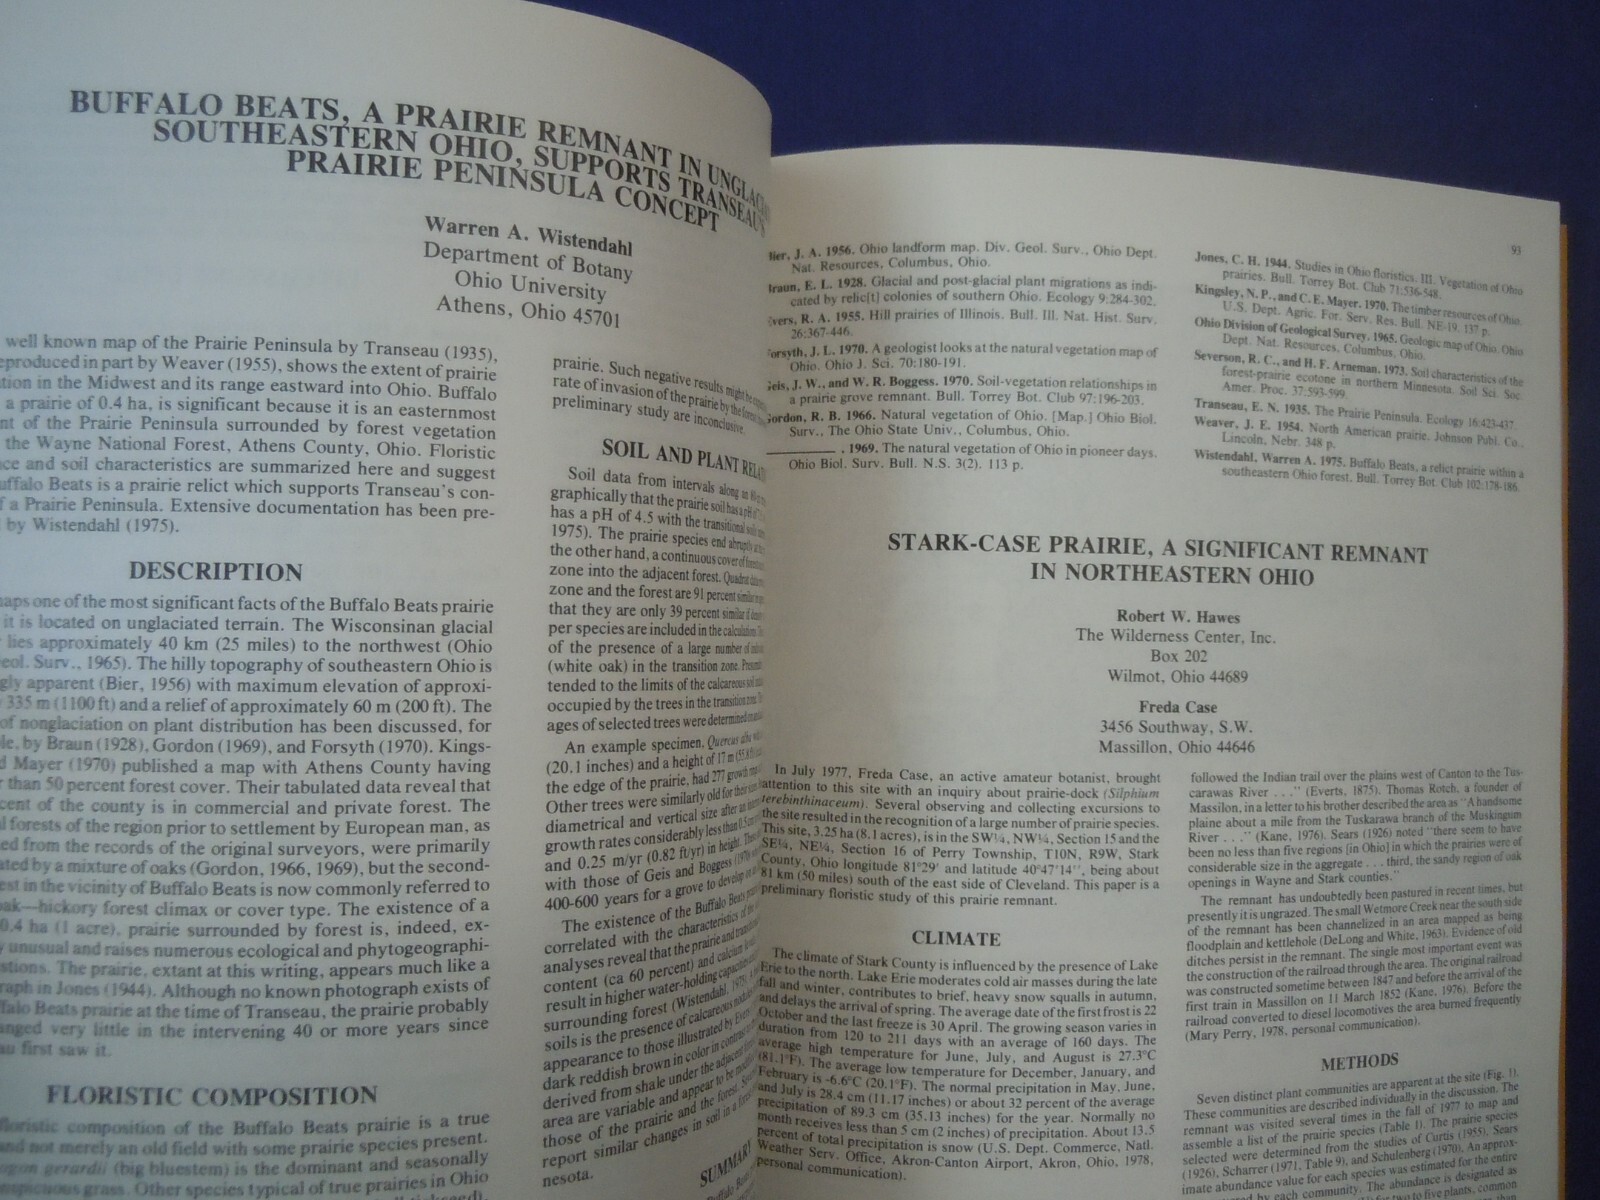 BUFFALO BEATS, A PRAIRIE REMNANT IN
SOUTHEASTERN OHIO, SUPPORTS TRANSEAU'S
PRAIRIE PENINSULA CONCEPT
Warren A. Wistendahl
Department of Botany
Ohio University
Athens, Ohio 45701
well known map of the Prairie Peninsula by Transeau (1935),
in part by Weaver (1955), shows the extent of prairie
in the Midwest and its range eastward into Ohio. Buffalo
a prairie of 0.4 ha, is significant because it is an easternmost
of the Prairie Peninsula surrounded by forest vegetation
the Wayne National Forest, Athens County, Ohio. Floristic
and soil characteristics are summarized here and suggest
Beats is a prairie relict which supports Transeau's con-
a Prairie Peninsula. Extensive documentation has been pre-
by Wistendahl (1975).
DESCRIPTION
one of the most significant facts of the Buffalo Beats prairie
it is located on unglaciated terrain. The Wisconsinan glacial
lies approximately 40 km (25 miles) to the northwest (Ohio
Surv., 1965). The hilly topography of southeastern Ohio is
apparent (Bier, 1956) with maximum elevation of approxi-
335 m (1100 ft) and a relief of approximately 60 m (200 ft). The
of nonglaciation on plant distribution has been discussed, for
by Braun (1928), Gordon (1969), and Forsyth (1970). Kings-
Mayer (1970) published a map with Athens County having
than 50 percent forest cover. Their tabulated data reveal that
of the county is in commercial and private forest. The
forests of the region prior to settlement by European man, as
from the records of the original surveyors, were primarily
by a mixture of oaks (Gordon, 1966, 1969), but the second-
in the vicinity of Buffalo Beats is now commonly referred to
oak—hickory forest climax or cover type. The existence of a
0.4 ha (1 acre), prairie surrounded by forest is, indeed, ex-
unusual and raises numerous ecological and phytogeographi-
The prairie, extant at this writing, appears much like a
in Jones (1944). Although no known photograph exists of
Beats prairie at the time of Transeau, the prairie probably
very little in the intervening 40 or more years since
first saw it.
FLORISTIC COMPOSITION
floristic composition of the Buffalo Beats prairie is a true
and not merely an old field with some prairie species present.
gerardii (big bluestem) is the dominant and seasonally
grass. Other species typical of true prairies in Ohio
prairie. Such negative results might be
rate of invasion of the prairie by the forest
preliminary study are inconclusive.
SOIL AND PLANT
Soil data from intervals along an
graphically that the prairie soil has a pH of
has a pH of 4.5 with the transitional soils
1975). The prairie species end abruptly
the other hand, a continuous cover of
zone into the adjacent forest. Quadrat
zone and the forest are 91 percent similar
that they are only 39 percent similar if
per species are included in the calculations.
of the presence of a large number of
(white oak) in the transition zone.
tended to the limits of the calcareous soil
occupied by the trees in the transition zone.
ages of selected trees were determined
An example specimen, Quercus alba
(20.1 inches) and a height of 17 m
the edge of the prairie, had 277 growth
Other trees were similarly old for their
diametrical and vertical size after an
growth rates considerably less than
and 0.25 m/yr (0.82 ft/yr) in height.
with those of Geis and Boggess (1970
400-600 years for a grove to develop
The existence of the Buffalo Beats
correlated with the characteristics of the
analyses reveal that the prairie and
content (ca 60 percent) and calcium
result in higher water-holding
surrounding forest (Wistendahl, 1975).
soils is the presence of calcareous
appearance to those illustrated by
dark reddish brown in color in contrast
derived from shale under the adjacent
area are variable and appear to be
those of the prairie and the forest.
report similar changes in soil in a
nesota.
SUMMARY
93
J. A. 1956. Ohio landform map. Div. Geol. Surv., Ohio Dept.
Nat. Resources, Columbus, Ohio.
E. L. 1928. Glacial and post-glacial plant migrations as indi-
cated by relic[t] colonies of southern Ohio. Ecology 9:284-302.
R. A. 1955. Hill prairies of Illinois. Bull. Ill. Nat. Hist. Surv.
26:367-446.
J. L. 1970. A geologist looks at the natural vegetation map of
Ohio. Ohio J. Sci. 70:180-191.
J. W., and W. R. Boggess. 1970. Soil-vegetation relationships in
a prairie grove remnant. Bull. Torrey Bot. Club 97:196-203.
R. B. 1966. Natural vegetation of Ohio. [Map.] Ohio Biol.
Surv., The Ohio State Univ., Columbus, Ohio.
. 1969. The natural vegetation of Ohio in pioneer days.
Ohio Biol. Surv. Bull. N.S. 3(2). 113 p.
Jones, C. H. 1944. Studies in Ohio floristics. III. Vegetation of Ohio
prairies. Bull. Torrey Bot. Club 71:536-548.
Kingsley, N. P., and C. E. Mayer. 1970. The timber resources of Ohio.
U.S. Dept. Agric. For. Serv. Res. Bull. NE-19. 137 p.
Ohio Division of Geological Survey. 1965. Geologic map of Ohio. Ohio
Dept. Nat. Resources, Columbus, Ohio.
Severson, R. C., and H. F. Arneman. 1973. Soil characteristics of the
forest-prairie ecotone in northern Minnesota. Soil Sci. Soc.
Amer. Proc. 37:593-599.
Transeau, E. N. 1935. The Prairie Peninsula. Ecology 16:423-437.
Weaver, J. E. 1954. North American prairie. Johnson Publ. Co.,
Lincoln, Nebr. 348 p.
Wistendahl, Warren A. 1975. Buffalo Beats, a relict prairie within a
southeastern Ohio forest. Bull. Torrey Bot. Club 102:178-186.
STARK-CASE PRAIRIE, A SIGNIFICANT REMNANT
IN NORTHEASTERN OHIO
Robert W. Hawes
The Wilderness Center, Inc.
Box 202
Wilmot, Ohio 44689
Freda Case
3456 Southway, S.W.
Massillon, Ohio 44646
In July 1977, Freda Case, an active amateur botanist, brought
attention to this site with an inquiry about prairie-dock (Silphium
terebinthinaceum). Several observing and collecting excursions to
the site resulted in the recognition of a large number of prairie species.
This site, 3.25 ha (8.1 acres), is in the SW¼, NW¼, Section 15 and the
SE¼, NE¼, Section 16 of Perry Township, T10N, R9W, Stark
County, Ohio longitude 81°29' and latitude 40°47'14'', being about
81 km (50 miles) south of the east side of Cleveland. This paper is a
preliminary floristic study of this prairie remnant.
CLIMATE
The climate of Stark County is influenced by the presence of Lake
Erie to the north. Lake Erie moderates cold air masses during the late
fall and winter, contributes to brief, heavy snow squalls in autumn,
and delays the arrival of spring. The average date of the first frost is 22
October and the last freeze is 30 April. The growing season varies in
duration from 120 to 211 days with an average of 160 days. The
average high temperature for June, July, and August is 27.3°C
(81.1°F). The average low temperature for December, January, and
February is -6.6°C (20.1°F). The normal precipitation in May, June,
and July is 28.4 cm (11.17 inches) or about 32 percent of the average
precipitation of 89.3 cm (35.13 inches) for the year. Normally no
month receives less than 5 cm (2 inches) of precipitation. About 13.5
percent of total precipitation is snow (U.S. Dept. Commerce, Natl.
Weather Serv. Office, Akron-Canton Airport, Akron, Ohio, 1978,
personal communication).
followed the Indian trail over the plains west of Canton to the Tus-
carawas River . . ." (Everts, 1875). Thomas Rotch, a founder of
Massilon, in a letter to his brother described the area as "A handsome
plaine about a mile from the Tuskarawa branch of the Muskingum
River . . ." (Kane, 1976). Sears (1926) noted "there seem to have
been no less than five regions [in Ohio] in which the prairies were of
considerable size in the aggregate . . . third, the sandy region of oak
openings in Wayne and Stark counties."
The remnant has undoubtedly been pastured in recent times, but
presently it is ungrazed. The small Wetmore Creek near the south side
of the remnant has been channelized in an area mapped as being
floodplain and kettlehole (DeLong and White, 1963). Evidence of old
ditches persist in the remnant. The single most important event was
the construction of the railroad through the area. The original railroad
was constructed sometime between 1847 and before the arrival of the
first train in Massillon on 11 March 1852 (Kane, 1976). Before the
railroad converted to diesel locomotives the area burned frequently
(Mary Perry, 1978, personal communication).
METHODS
Seven distinct plant communities are apparent at the site (Fig. 1).
These communities are described individually in the discussion. The
remnant was visited several times in the fall of 1977 to map and
assemble a list of the prairie species (Table 1). The prairie species
selected were determined from the studies of Curtis (1955), Sears
(1926), Scharrer (1971, Table 9), and Schulenberg (1970). An approx-
imate abundance value for each species was estimated for the entire
by each community. The abundance is designated as
two to five plants, common